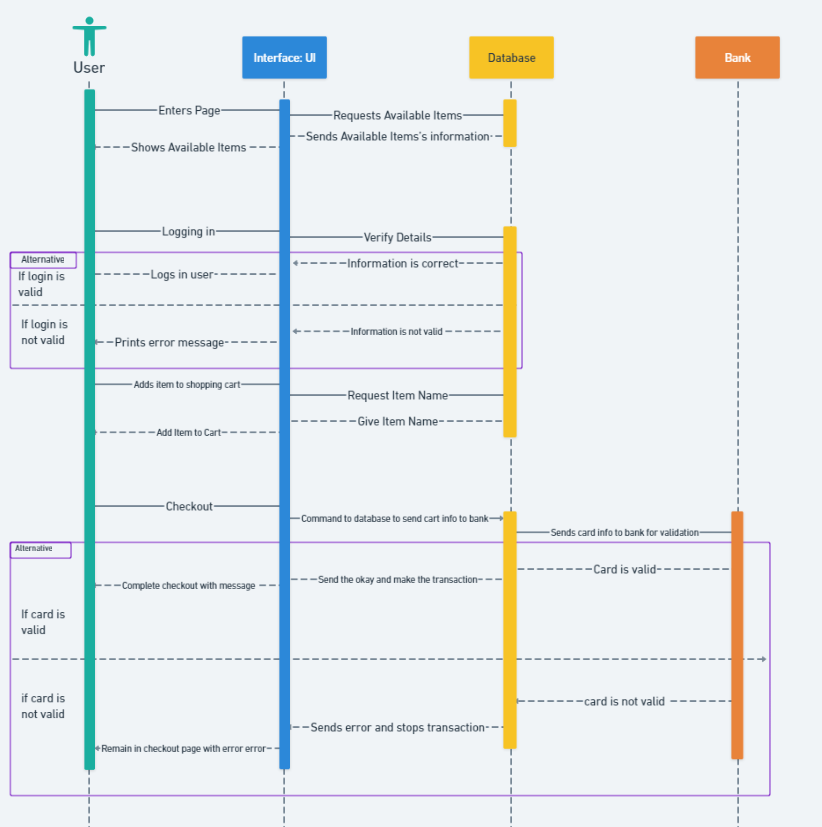 User
Interface: UI
Database
Bank
Enters Page
Requests Available Items
Sends Available Items's information
Shows Available Items
Logging in
Verify Details
Alternative
If login is
valid
Information is correct
Logs in user
If login is
not valid
Information is not valid
Prints error message
Adds item to shopping cart
Request Item Name
Give Item Name
Add Item to Cart
Checkout
Command to database to send cart info to bank
Sends card info to bank for validation
Alternative
Card is valid
Send the okay and make the transaction
Complete checkout with message
If card is
valid
if card is
not valid
card is not valid
Sends error and stops transaction
Remain in checkout page with error error